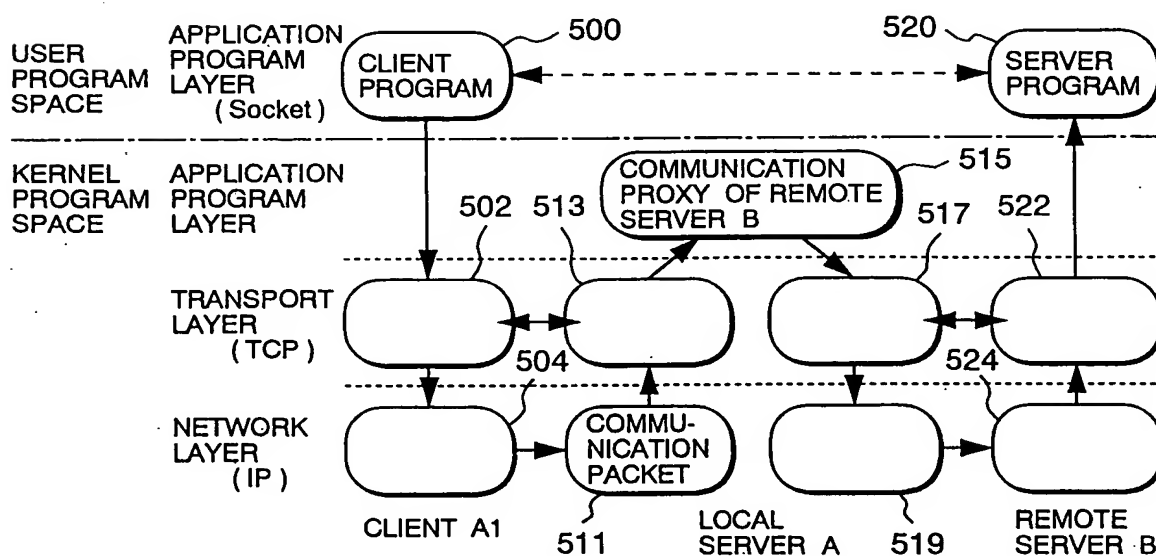 USER
PROGRAM
SPACE
APPLICATION
PROGRAM
LAYER
(Socket)
CLIENT
PROGRAM
500
520
SERVER
PROGRAM
KERNEL
PROGRAM
SPACE
APPLICATION
PROGRAM
LAYER
502
513
COMMUNICATION
PROXY OF REMOTE
SERVER B
515
517
522
TRANSPORT
LAYER
(TCP)
504
524
NETWORK
LAYER
(IP)
COMMU-
NICATION
PACKET
CLIENT A1
511
LOCAL
SERVER A
519
REMOTE
SERVER B